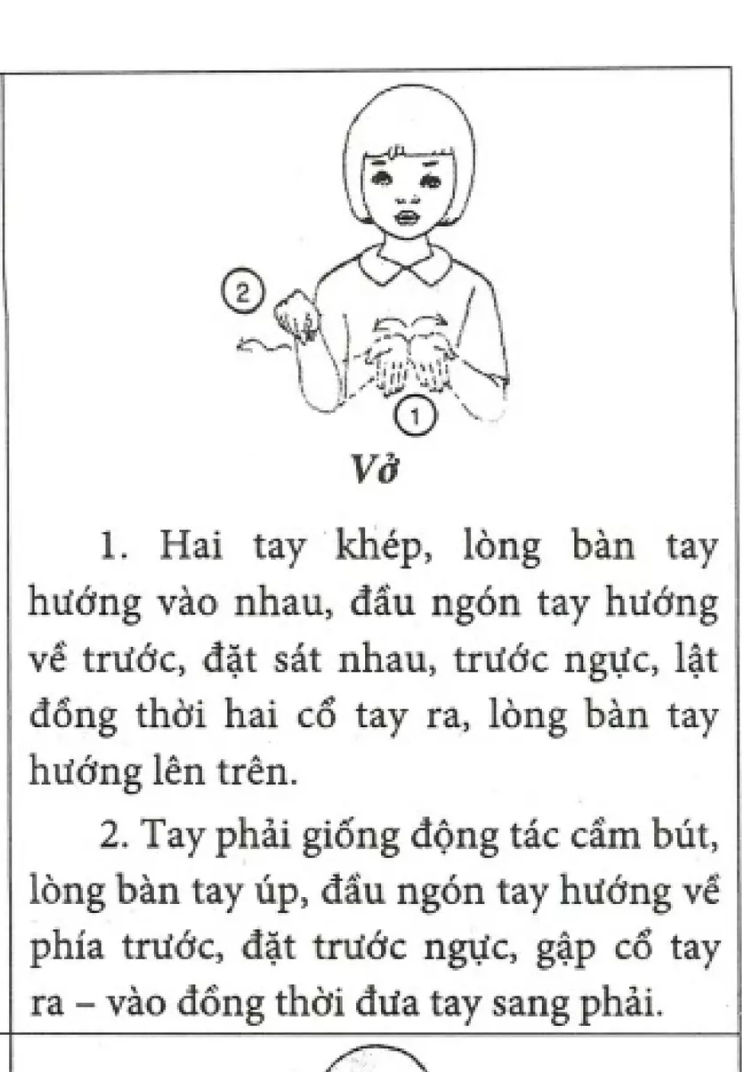 2
1
Vở
1. Hai tay khép, lòng bàn tay
hướng vào nhau, đầu ngón tay hướng
về trước, đặt sát nhau, trước ngực, lật
đồng thời hai cổ tay ra, lòng bàn tay
hướng lên trên.
2. Tay phải giống động tác cầm bút,
lòng bàn tay úp, đầu ngón tay hướng về
phía trước, đặt trước ngực, gập cổ tay
ra – vào đồng thời đưa tay sang phải.